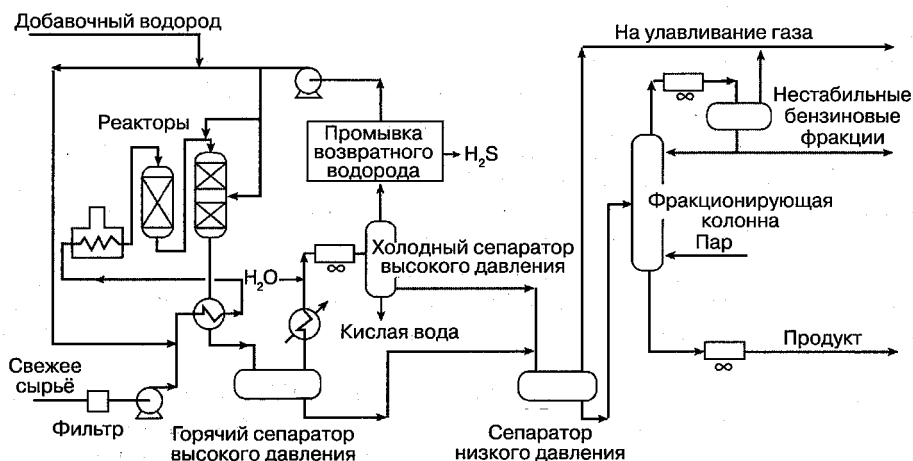 Добавочный водород
На улавливание газа
Реакторы
Промывка
возвратного
водорода
H₂S
Нестабильные
бензиновые
фракции
Фракционирующая
колонна
Пар
Холодный сепаратор
высокого давления
H₂O
Кислая вода
Продукт
Свежее
сырьё
Фильтр
Горячий сепаратор
высокого давления
Сепаратор
низкого давления